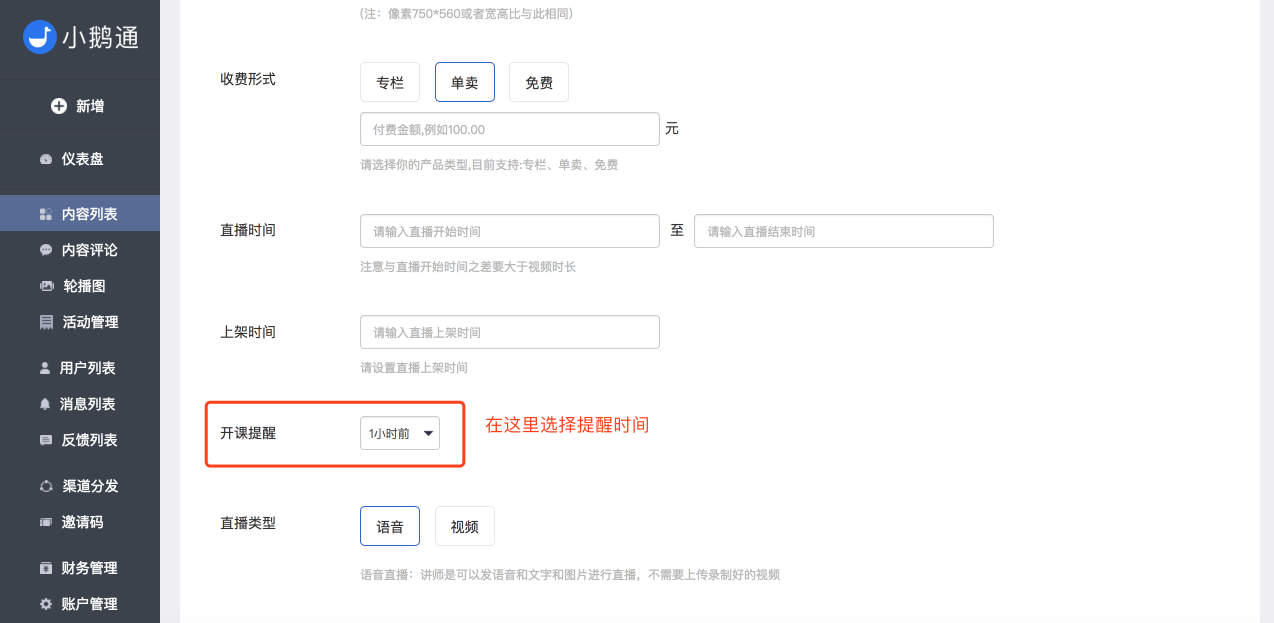 小鹅通
新增
仪表盘
内容列表
内容评论
轮播图
活动管理
用户列表
消息列表
反馈列表
渠道分发
邀请码
财务管理
账户管理
(注：像素750*560或者宽高比与此相同)
收费形式
专栏 单卖 免费
付费金额,例如100.00 元
请选择你的产品类型,目前支持:专栏、单卖、免费
直播时间
请输入直播开始时间 至 请输入直播结束时间
注意与直播开始时间之差要大于视频时长
上架时间
请输入直播上架时间
请设置直播上架时间
开课提醒 1小时前 在这里选择提醒时间
直播类型
语音 视频
语音直播：讲师是可以发语音和文字和图片进行直播，不需要上传录制好的视频